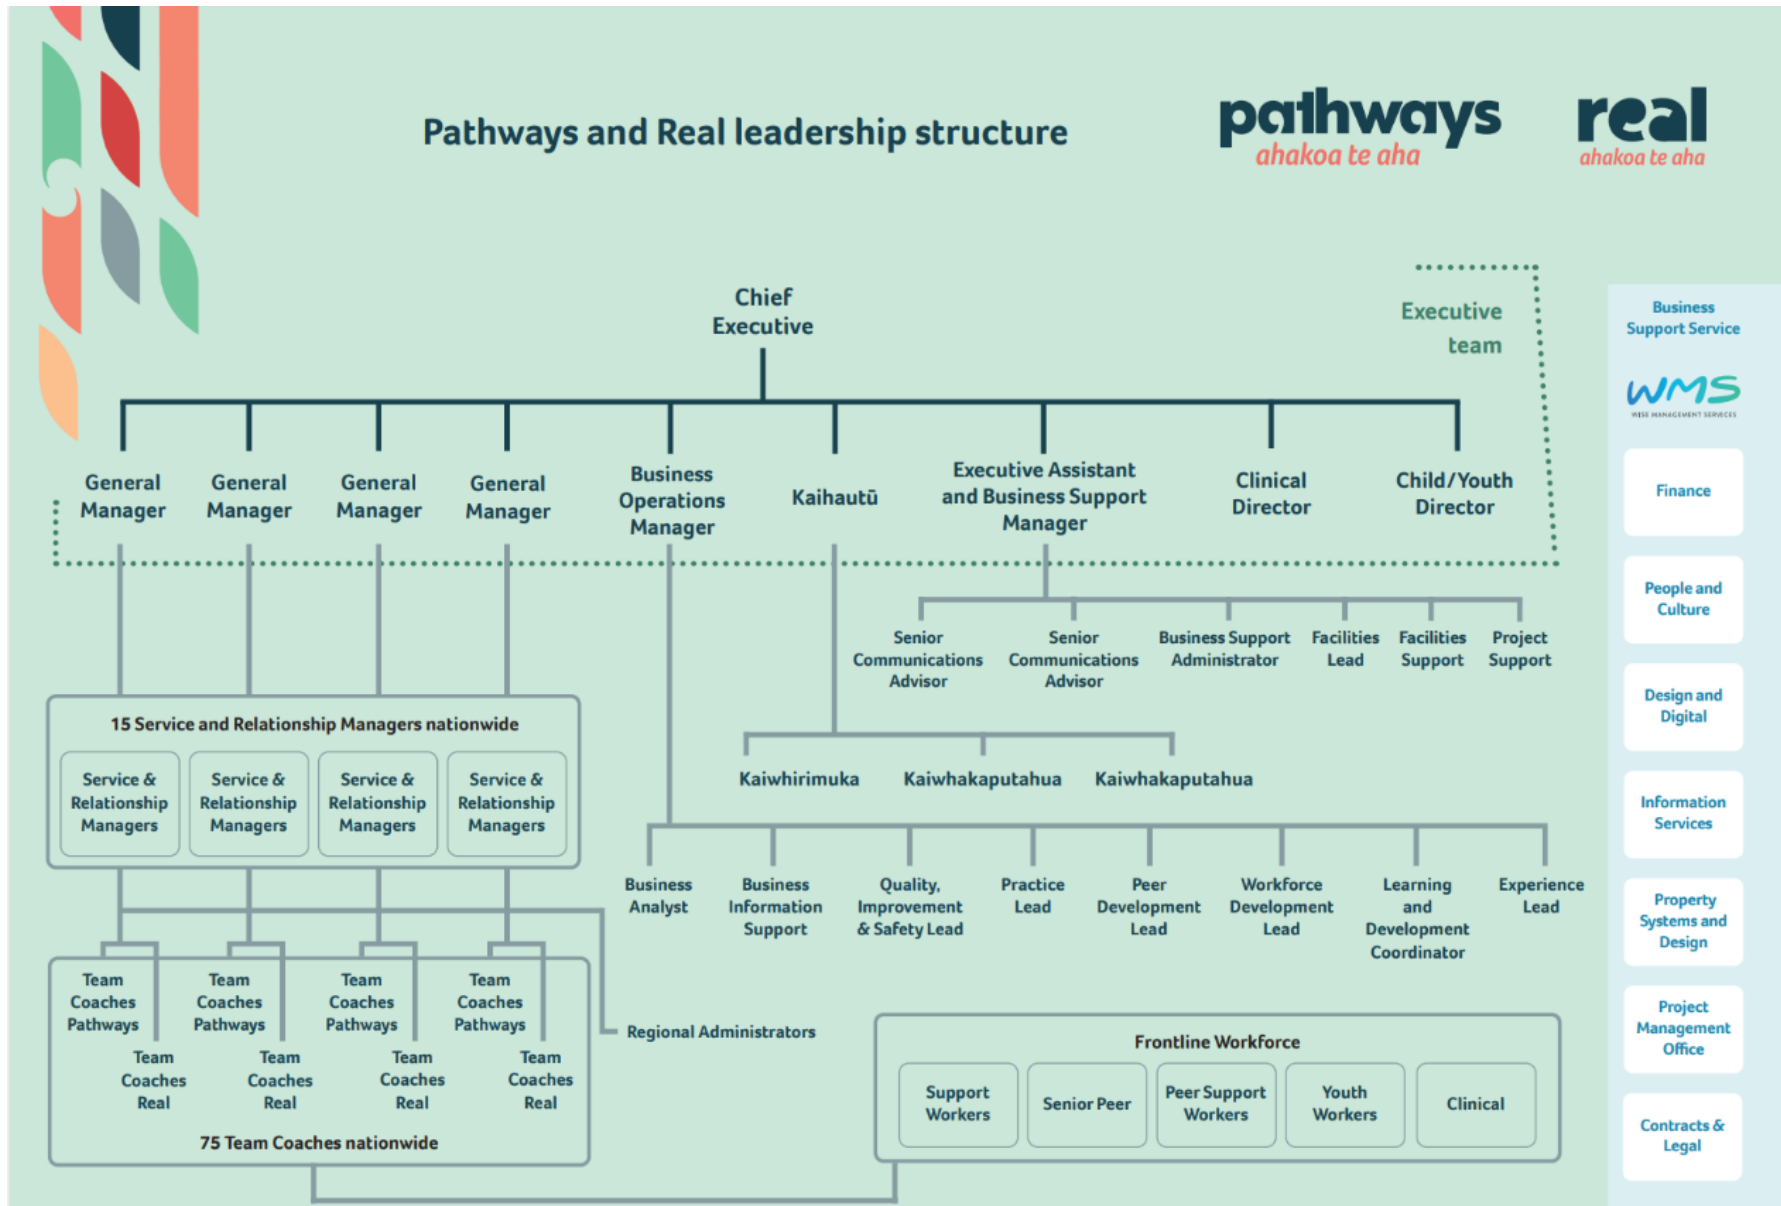 Pathways and Real leadership structure
pathways
ahakoa te aha
real
ahakoa te aha
Chief
Executive
Executive
team
General
Manager
General
Manager
General
Manager
General
Manager
Business
Operations
Manager
Kaihautū
Executive Assistant
and Business Support
Manager
Clinical
Director
Child/Youth
Director
Senior
Communications
Advisor
Senior
Communications
Advisor
Business Support
Administrator
Facilities
Lead
Facilities
Support
Project
Support
15 Service and Relationship Managers nationwide
Service &
Relationship
Managers
Service &
Relationship
Managers
Service &
Relationship
Managers
Service &
Relationship
Managers
Kaiwhirimuka
Kaiwhakaputahua
Kaiwhakaputahua
Business
Analyst
Business
Information
Support
Quality,
Improvement
& Safety Lead
Practice
Lead
Peer
Development
Lead
Workforce
Development
Lead
Learning
and
Development
Coordinator
Experience
Lead
Team
Coaches
Pathways
Team
Coaches
Real
Team
Coaches
Pathways
Team
Coaches
Real
Team
Coaches
Pathways
Team
Coaches
Real
Team
Coaches
Pathways
Team
Coaches
Real
75 Team Coaches nationwide
Regional Administrators
Frontline Workforce
Support
Workers
Senior Peer
Peer Support
Workers
Youth
Workers
Clinical
Business
Support Service
WMS
WISE MANAGEMENT SERVICES
Finance
People and
Culture
Design and
Digital
Information
Services
Property
Systems and
Design
Project
Management
Office
Contracts &
Legal